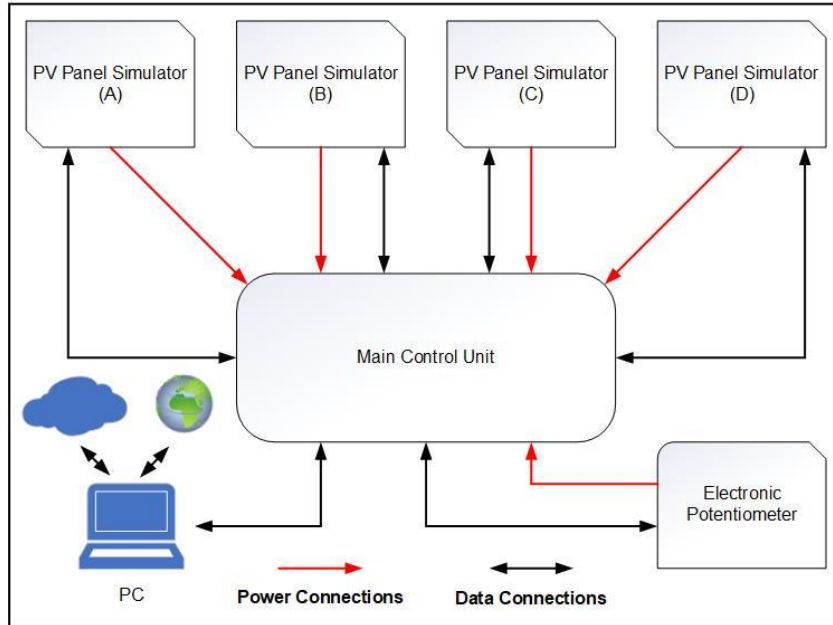 PV Panel Simulator
(A)
PV Panel Simulator
(B)
PV Panel Simulator
(C)
PV Panel Simulator
(D)
Main Control Unit
Electronic
Potentiometer
PC
Power Connections
Data Connections